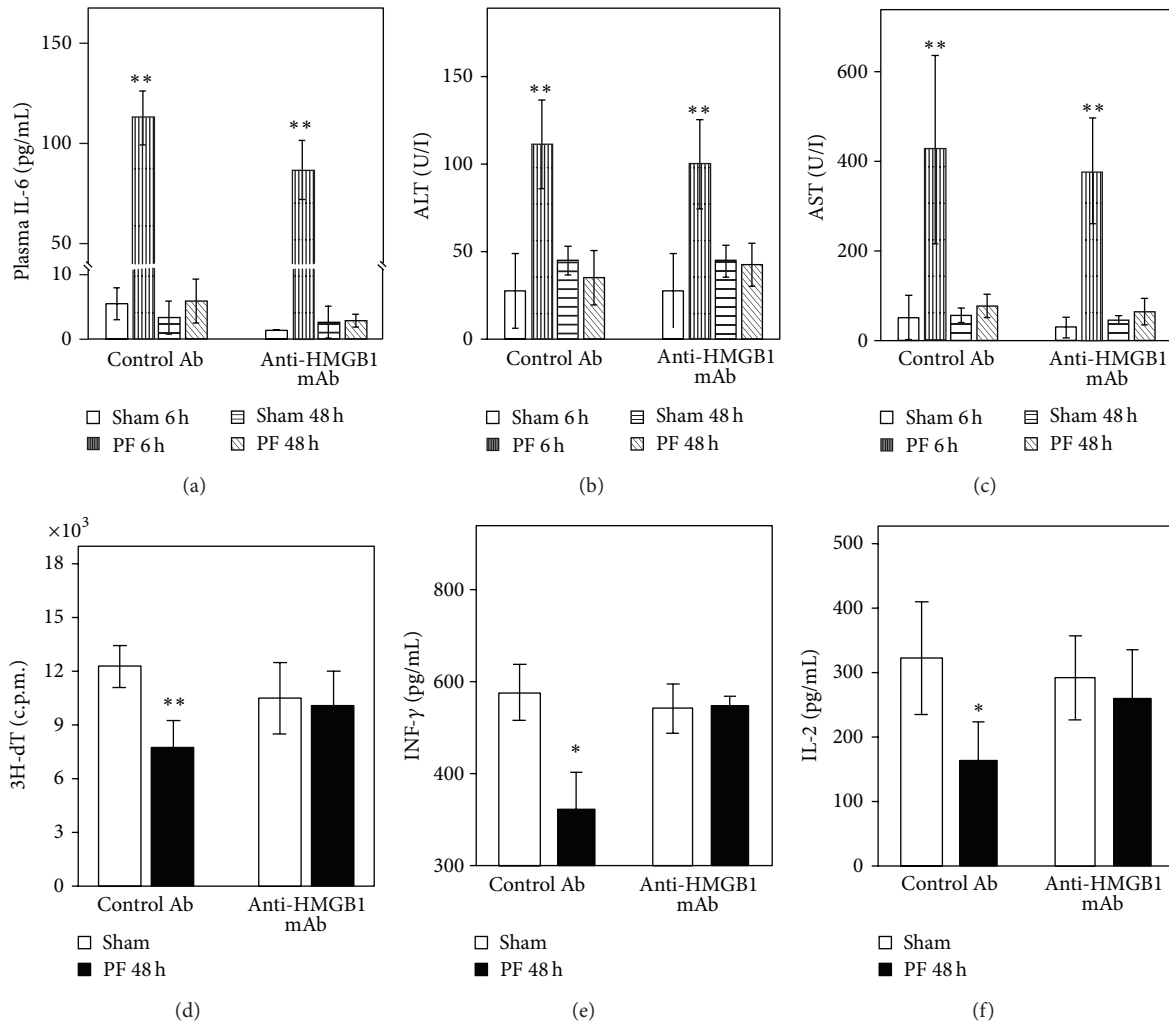 150
**
**
100
50
10
0
Plasma IL-6 (pg/mL)
Control Ab
Anti-HMGB1
mAb
Sham 6 h
Sham 48 h
PF 6 h
PF 48 h
(a)
150
**
**
100
50
0
ALT (U/I)
Control Ab
Anti-HMGB1
mAb
Sham 6 h
Sham 48 h
PF 6 h
PF 48 h
(b)
**
600
**
400
200
0
AST (U/I)
Control Ab
Anti-HMGB1
mAb
Sham 6 h
Sham 48 h
PF 6 h
PF 48 h
(c)
×10³
18
15
12
**
9
6
3
0
3H-dT (c.p.m.)
Control Ab
Anti-HMGB1
mAb
Sham
PF 48 h
(d)
800
600
*
400
300
INF-γ (pg/mL)
Control Ab
Anti-HMGB1
mAb
Sham
PF 48 h
(e)
500
400
300
*
200
100
0
IL-2 (pg/mL)
Control Ab
Anti-HMGB1
mAb
Sham
PF 48 h
(f)